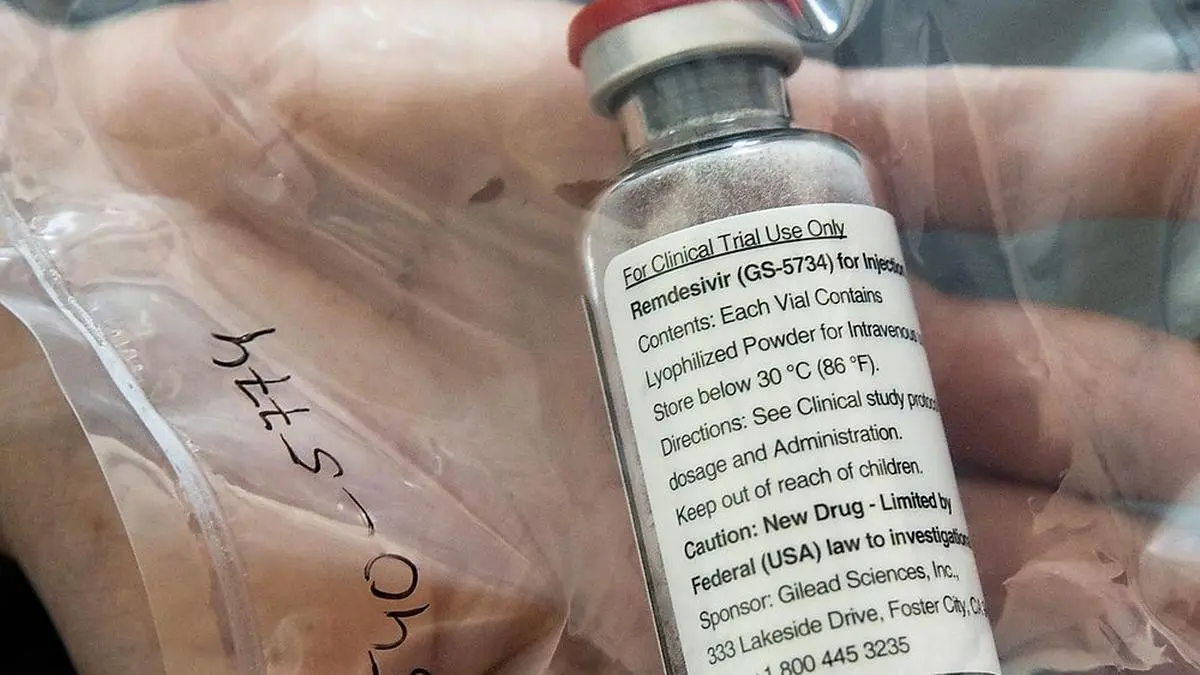 For Clinical Trial Use Only
Remdesivir (GS-5734) for Injection
Contents: Each Vial Contains
Lyophilized Powder for Intravenous
Store below 30 °C (86 °F).
Directions: See Clinical study
dosage and Administration.
Keep out of reach of children.
Caution: New Drug - Limited by
Federal (USA) law to
Sponsor: Gilead Sciences, Inc.,
333 Lakeside Drive, Foster City,
1 800 445 3235